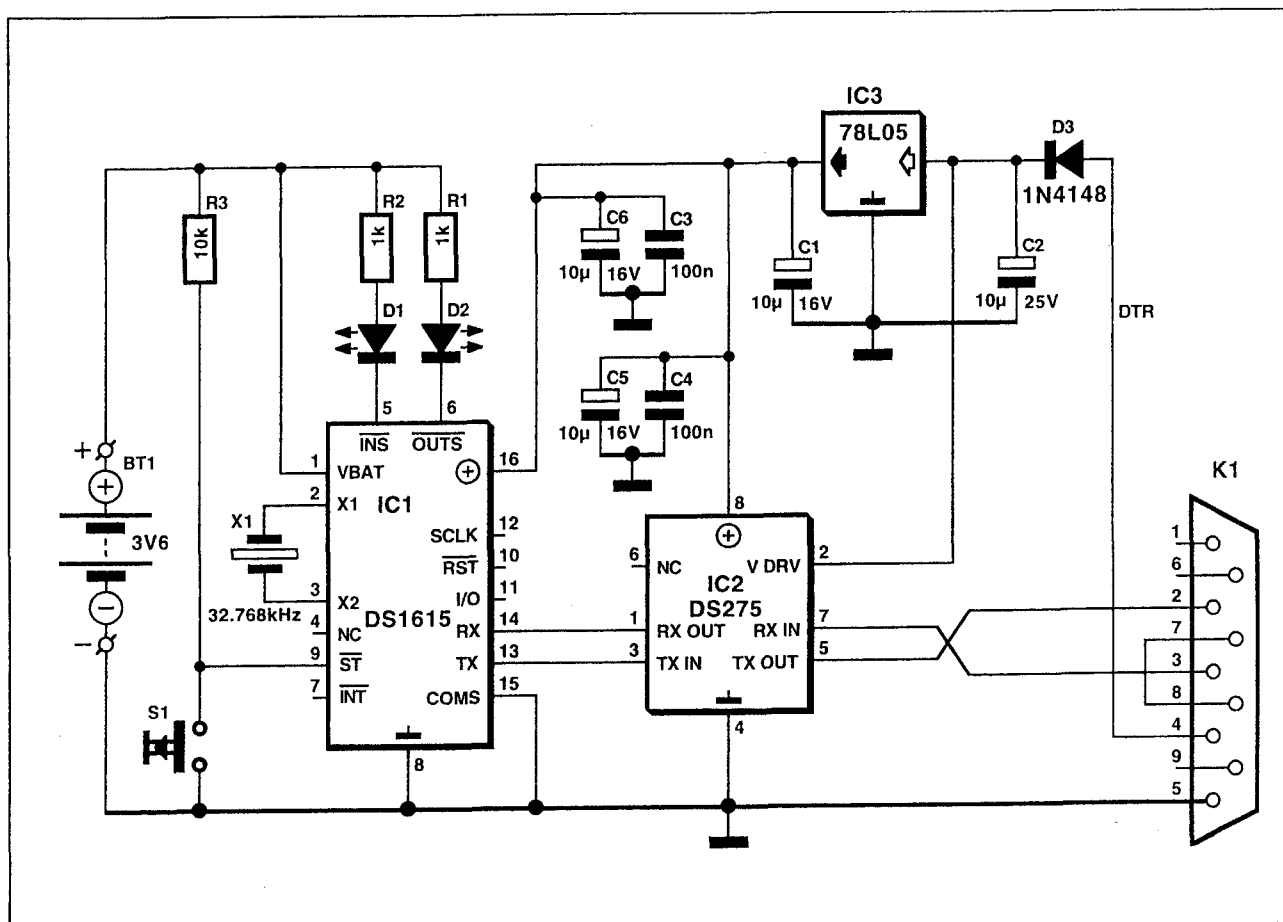 IC3
78L05
D3
1N4148
R3
10k
R2
1k
R1
1k
C6
10µ
16V
C3
100n
C1
10µ
16V
C2
10µ
25V
DTR
D1
D2
C5
10µ
16V
C4
100n
5
6
INS
OUTS
1
VBAT
16
+
2
X1
IC1
DS1615
SCLK
12
RST
10
I/O
11
3
X2
RX
14
4
NC
TX
13
9
ST
COMS
15
7
INT
8
+
BT1
+
3V6
−
−
X1
32.768kHz
S1
8
+
6
NC
V DRV
2
IC2
DS275
1
RX OUT
RX IN
7
3
TX IN
TX OUT
5
4
K1
1
6
2
7
3
8
4
9
5